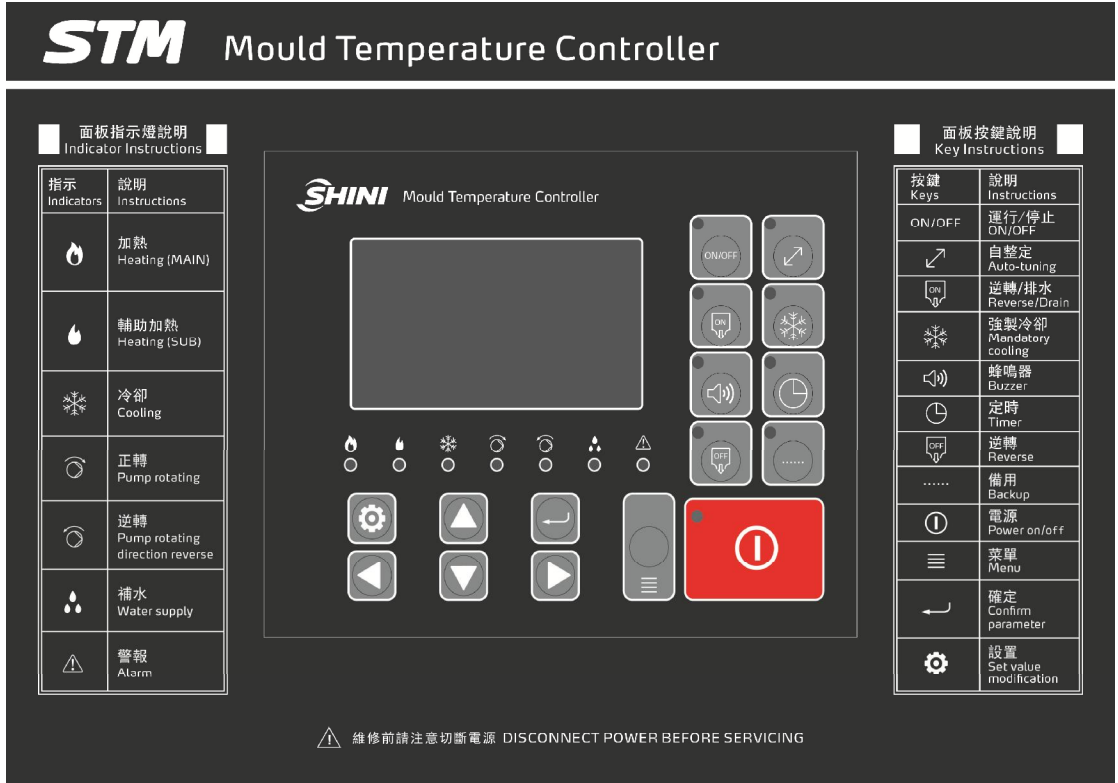 STM Mould Temperature Controller
面板指示燈說明
Indicator Instructions
指示 說明
Indicators Instructions
加熱
Heating (MAIN)
輔助加熱
Heating (SUB)
冷卻
Cooling
正轉
Pump rotating
逆轉
Pump rotating
direction reverse
補水
Water supply
警報
Alarm
SHINI Mould Temperature Controller
ON/OFF
ON
OFF
......
面板按鍵說明
Key Instructions
按鍵 說明
Keys Instructions
ON/OFF 運行/停止
ON/OFF
自整定
Auto-tuning
ON 逆轉/排水
Reverse/Drain
強製冷卻
Mandatory
cooling
蜂鳴器
Buzzer
定時
Timer
OFF 逆轉
Reverse
...... 備用
Backup
電源
Power on/off
菜單
Menu
確定
Confirm
parameter
設置
Set value
modification
維修前請注意切斷電源 DISCONNECT POWER BEFORE SERVICING